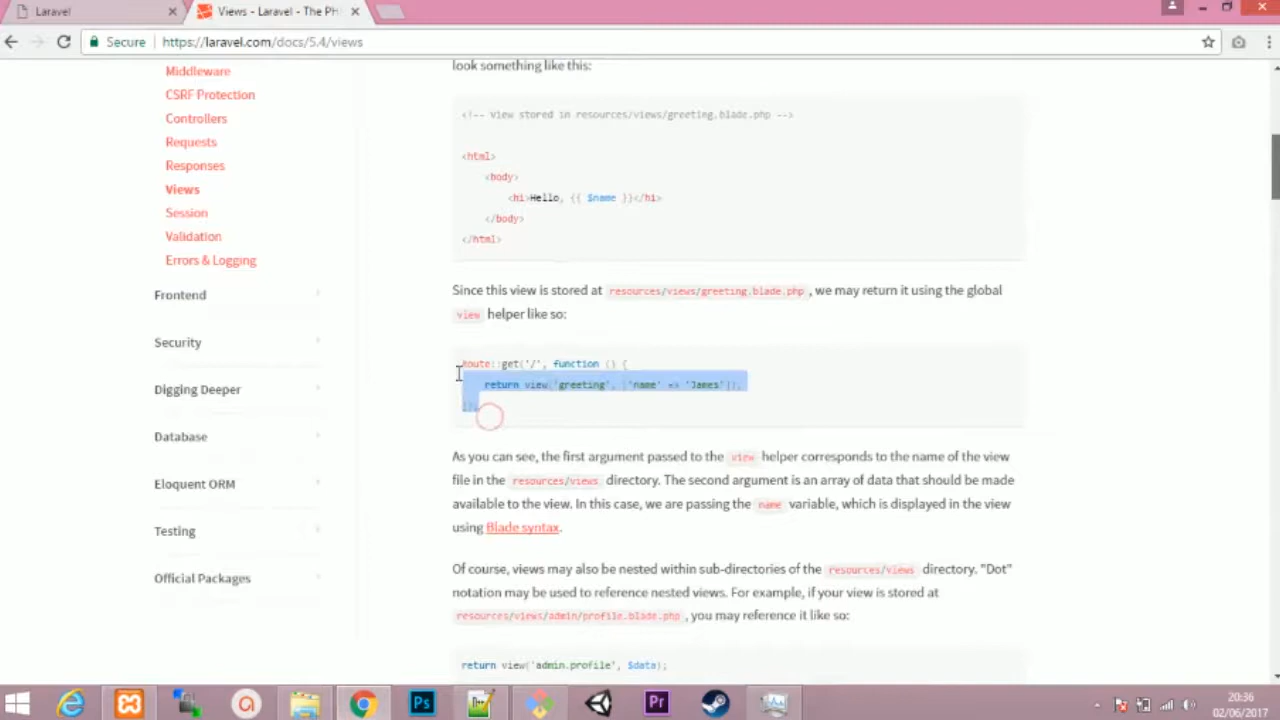 Laravel
Views - Laravel - The PH
Secure
https://laravel.com/docs/5.4/views
Middleware
CSRF Protection
Controllers
Requests
Responses
Views
Session
Validation
Errors & Logging
Frontend
Security
Digging Deeper
Database
Eloquent ORM
Testing
Official Packages
look something like this:
<!-- View stored in resources/views/greeting.blade.php -->
<html>
<body>
<h1>Hello, {{ $name }}</h1>
</body>
</html>
Since this view is stored at resources/views/greeting.blade.php , we may return it using the global
view helper like so:
Route::get('/', function () {
return view('greeting', ['name' => 'James']);
});
As you can see, the first argument passed to the view helper corresponds to the name of the view
file in the resources/views directory. The second argument is an array of data that should be made
available to the view. In this case, we are passing the name variable, which is displayed in the view
using Blade syntax.
Of course, views may also be nested within sub-directories of the resources/views directory. "Dot"
notation may be used to reference nested views. For example, if your view is stored at
resources/views/admin/profile.blade.php , you may reference it like so:
return view('admin.profile', $data);
Ps
Pr
20:36
02/06/2017